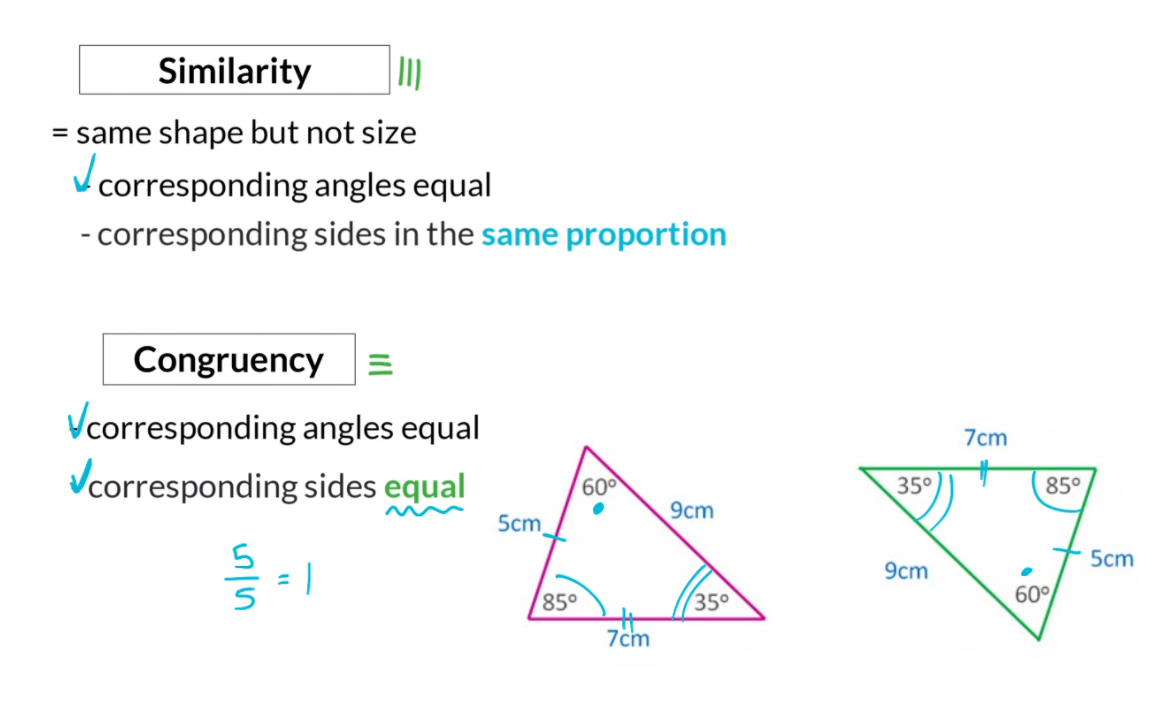 Similarity |||
= same shape but not size
- corresponding angles equal
- corresponding sides in the same proportion
Congruency ≡
- corresponding angles equal
- corresponding sides equal
5/5 = 1
60°
5cm
9cm
85°
35°
7cm
7cm
35°
85°
9cm
5cm
60°